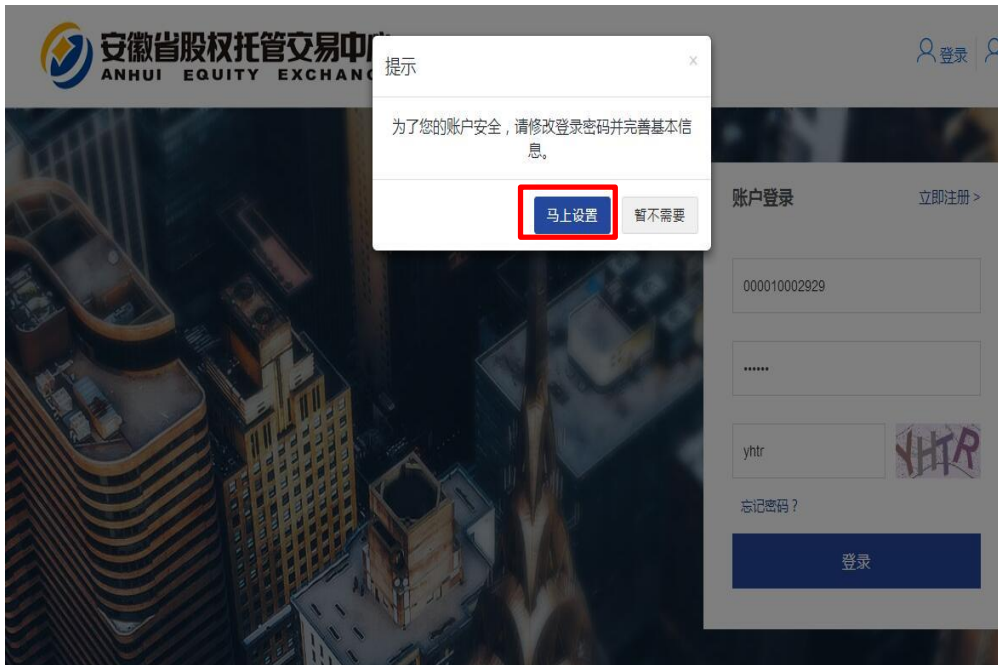 安徽省股权托管交易中
ANHUI EQUITY EXCHANG
登录
提示
x
为了您的账户安全，请修改登录密码并完善基本信
息。
马上设置
暂不需要
账户登录
立即注册 >
000010002929
••••••
yhtr
YHTR
忘记密码？
登录